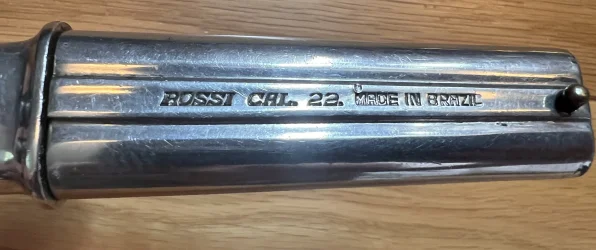 ROSSI CAL. 22. MADE IN BRAZIL